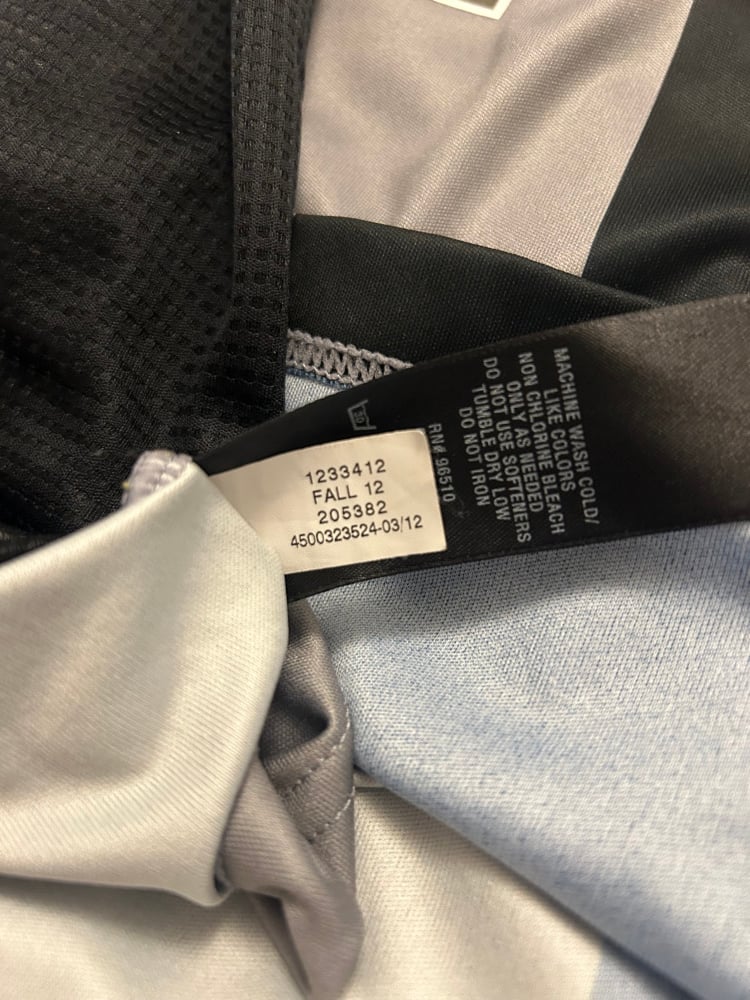 1233412
FALL 12
205382
4500323524-03/12
30
RN# 96510
MACHINE WASH COLD/
LIKE COLORS
NON CHLORINE BLEACH
ONLY AS NEEDED
DO NOT USE SOFTENERS
TUMBLE DRY LOW
DO NOT IRON